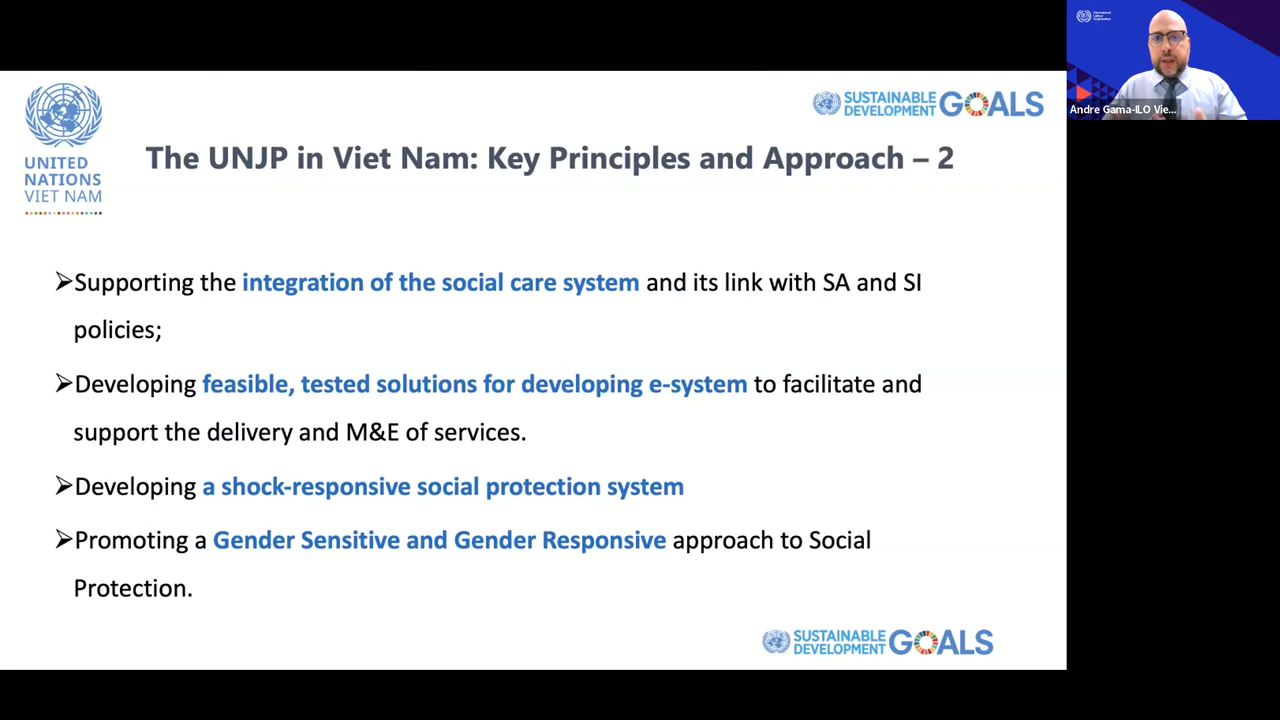 UNITED
NATIONS
VIET NAM
SUSTAINABLE
DEVELOPMENT
GOALS
The UNJP in Viet Nam: Key Principles and Approach – 2
➢Supporting the integration of the social care system and its link with SA and SI
policies;
➢Developing feasible, tested solutions for developing e-system to facilitate and
support the delivery and M&E of services.
➢Developing a shock-responsive social protection system
➢Promoting a Gender Sensitive and Gender Responsive approach to Social
Protection.
SUSTAINABLE
DEVELOPMENT
GOALS
International
Labour
Organization
Andre Gama-ILO Vie...